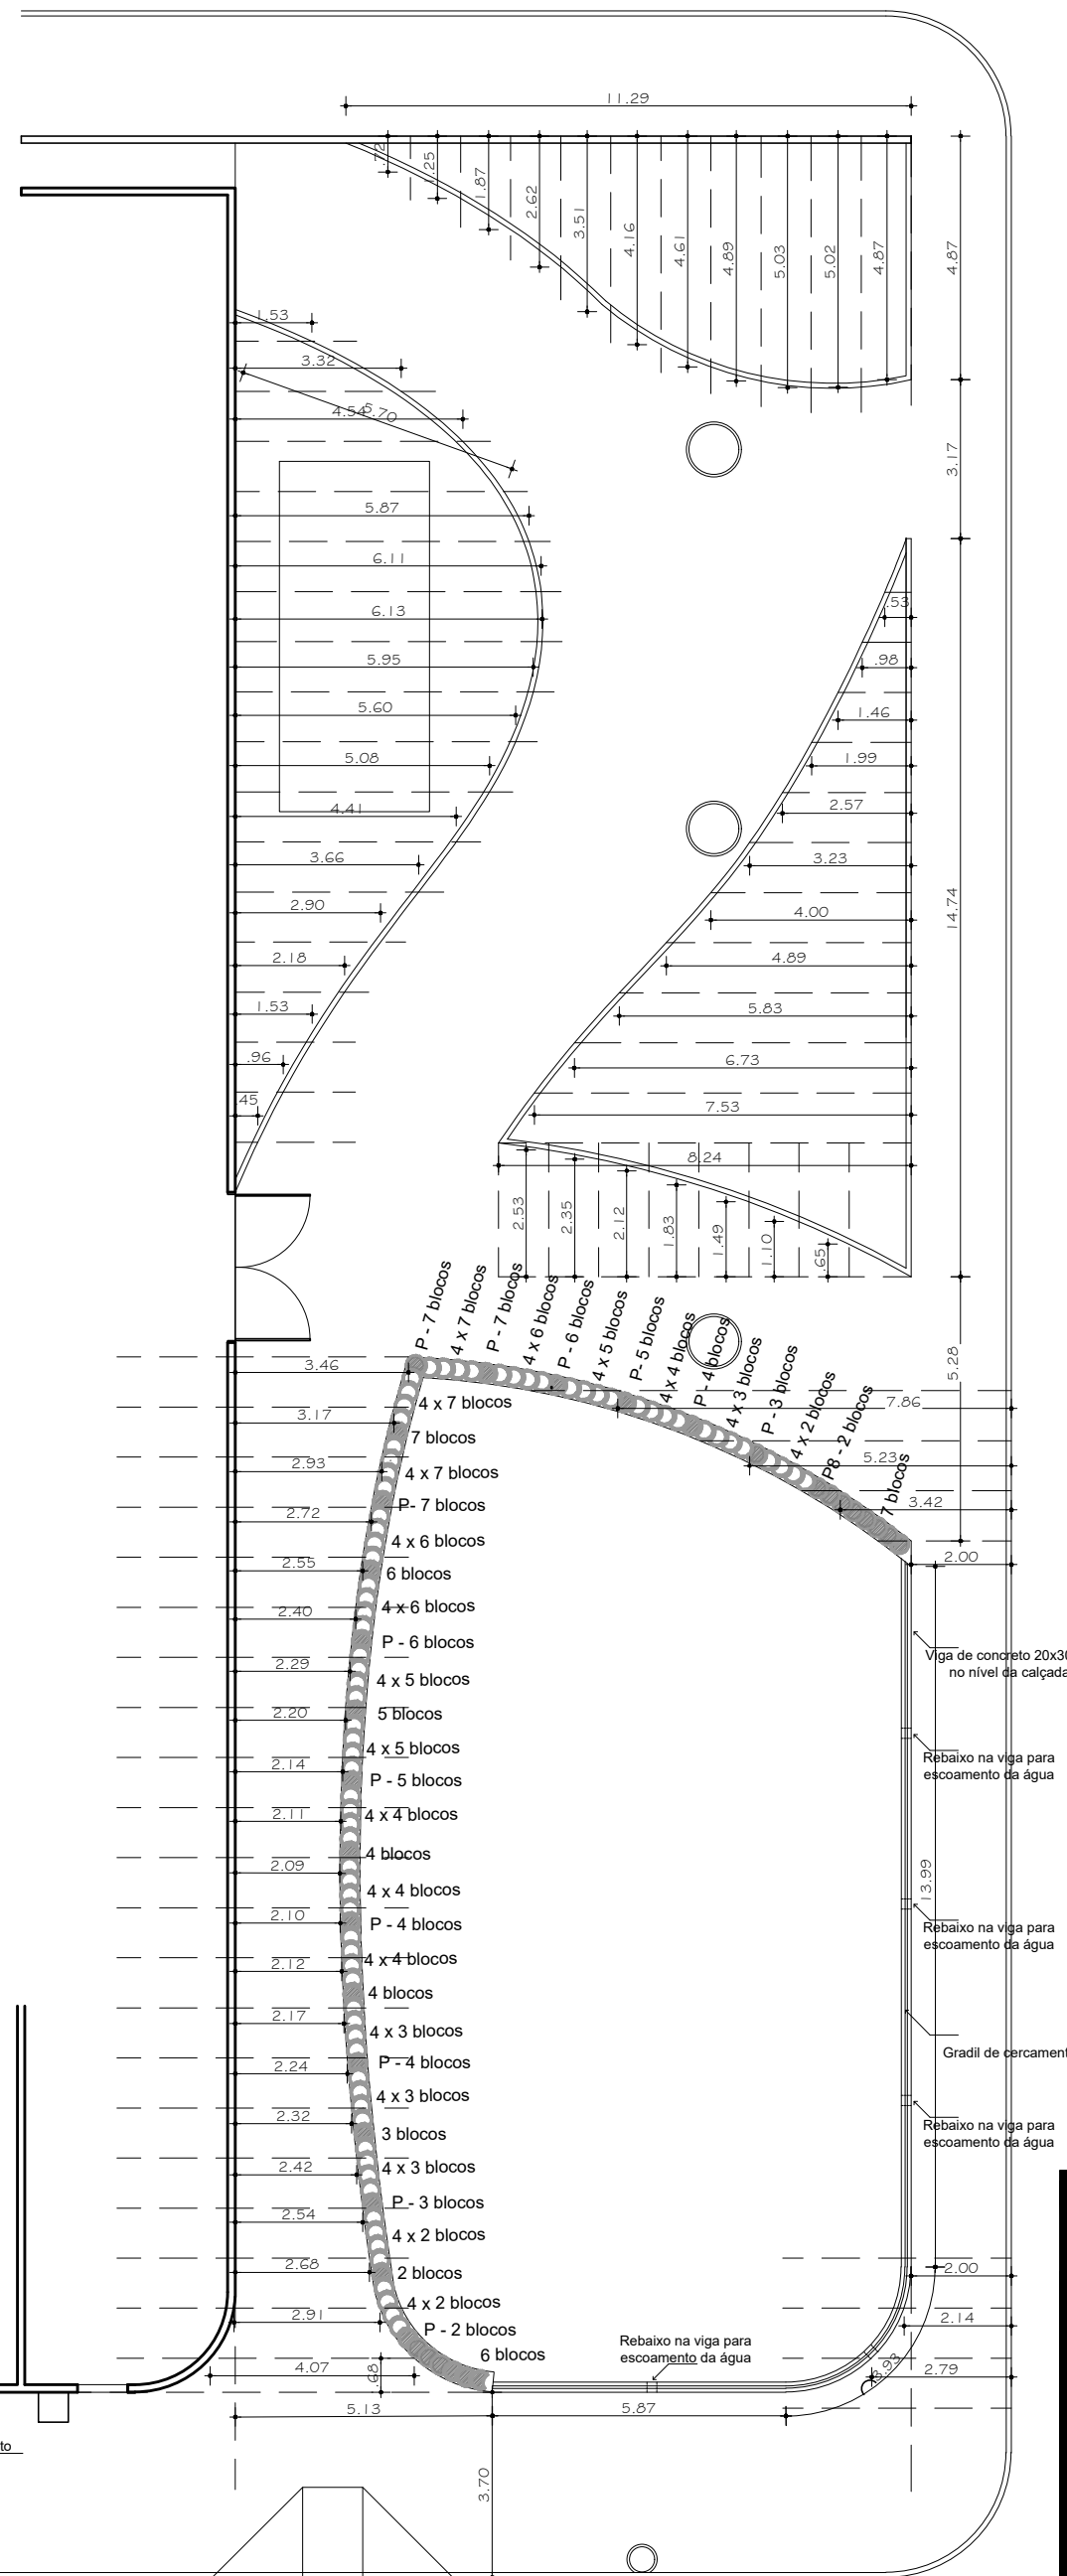 11.29
.72
1.25
1.87
2.62
3.51
4.16
4.61
4.89
5.03
5.02
4.87
4.87
3.17
14.74
5.28
1.53
3.32
4.54
5.70
5.87
6.11
6.13
5.95
5.60
5.08
4.41
3.66
2.90
2.18
1.53
.96
.45
.53
.98
1.46
1.99
2.57
3.23
4.00
4.89
5.83
6.73
7.53
8.24
2.53
2.35
2.12
1.83
1.49
1.10
.65
P - 7 blocos
4 x 7 blocos
P - 7 blocos
4 x 6 blocos
P - 6 blocos
4 x 5 blocos
P- 5 blocos
4 x 4 blocos
P - 4 blocos
4 x 3 blocos
P - 3 blocos
4 x 2 blocos
P8 - 2 blocos
7 blocos
7.86
5.23
3.42
2.00
3.46
4 x 7 blocos
3.17
7 blocos
2.93
4 x 7 blocos
2.72
P- 7 blocos
4 x 6 blocos
2.55
6 blocos
2.40
4 x 6 blocos
P - 6 blocos
2.29
4 x 5 blocos
2.20
5 blocos
4 x 5 blocos
2.14
P - 5 blocos
2.11
4 x 4 blocos
4 blocos
2.09
4 x 4 blocos
2.10
P - 4 blocos
2.12
4 x 4 blocos
4 blocos
2.17
4 x 3 blocos
2.24
P - 4 blocos
4 x 3 blocos
2.32
3 blocos
2.42
4 x 3 blocos
P - 3 blocos
2.54
4 x 2 blocos
2.68
2 blocos
4 x 2 blocos
2.91
P - 2 blocos
6 blocos
4.07
.68
Viga de concreto 20x30
no nível da calçada
Rebaixo na viga para
escoamento da água
13.99
Rebaixo na viga para
escoamento da água
Gradil de cercament
Rebaixo na viga para
escoamento da água
2.00
2.14
2.79
3.93
Rebaixo na viga para
escoamento da água
5.13
5.87
3.70
to